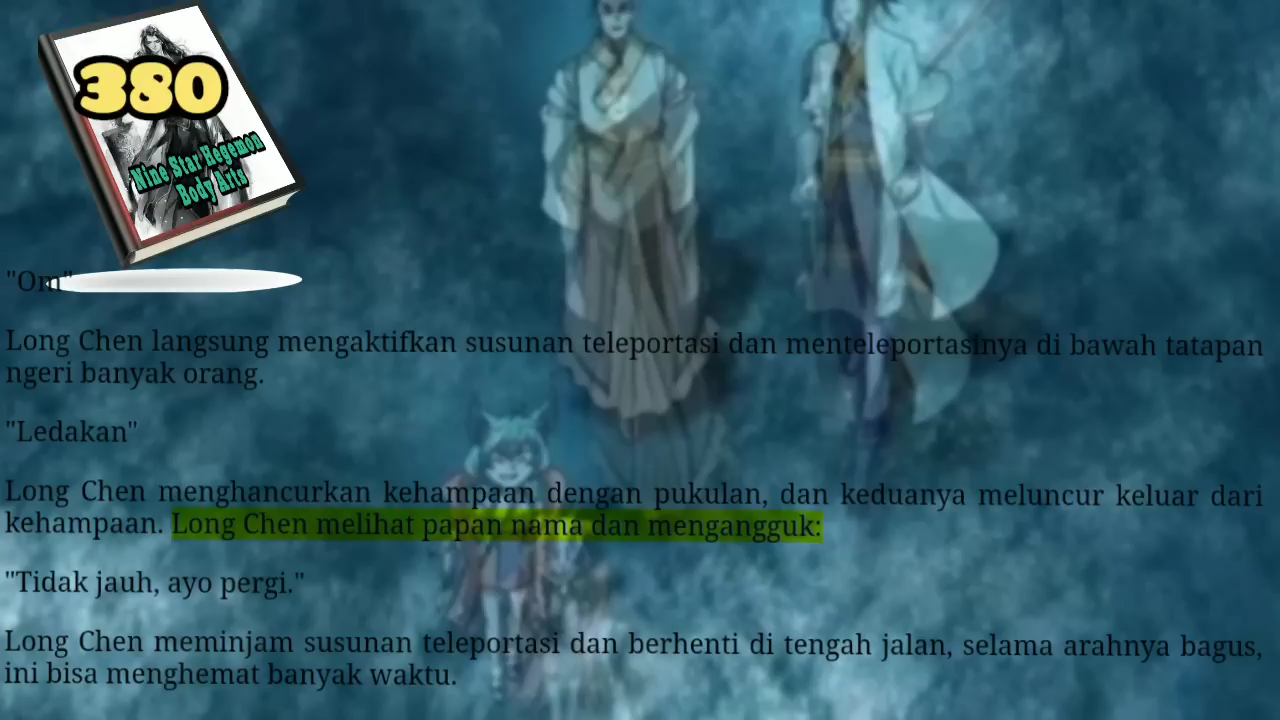 380
Nine Star Hegemon
Body Arts
"Om"
Long Chen langsung mengaktifkan susunan teleportasi dan menteleportasinya di bawah tatapan
ngeri banyak orang.
"Ledakan"
Long Chen menghancurkan kehampaan dengan pukulan, dan keduanya meluncur keluar dari
kehampaan. Long Chen melihat papan nama dan mengangguk:
"Tidak jauh, ayo pergi."
Long Chen meminjam susunan teleportasi dan berhenti di tengah jalan, selama arahnya bagus,
ini bisa menghemat banyak waktu.